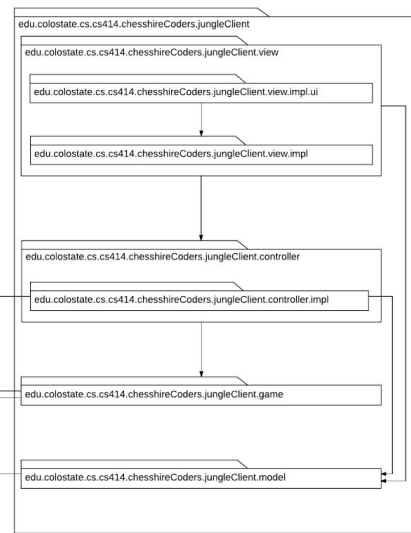 edu.colostate.cs.cs414.chesshireCoders.jungleClient
edu.colostate.cs.cs414.chesshireCoders.jungleClient.view
edu.colostate.cs.cs414.chesshireCoders.jungleClient.view.impl.ui
edu.colostate.cs.cs414.chesshireCoders.jungleClient.view.impl
edu.colostate.cs.cs414.chesshireCoders.jungleClient.controller
edu.colostate.cs.cs414.chesshireCoders.jungleClient.controller.impl
edu.colostate.cs.cs414.chesshireCoders.jungleClient.game
edu.colostate.cs.cs414.chesshireCoders.jungleClient.model